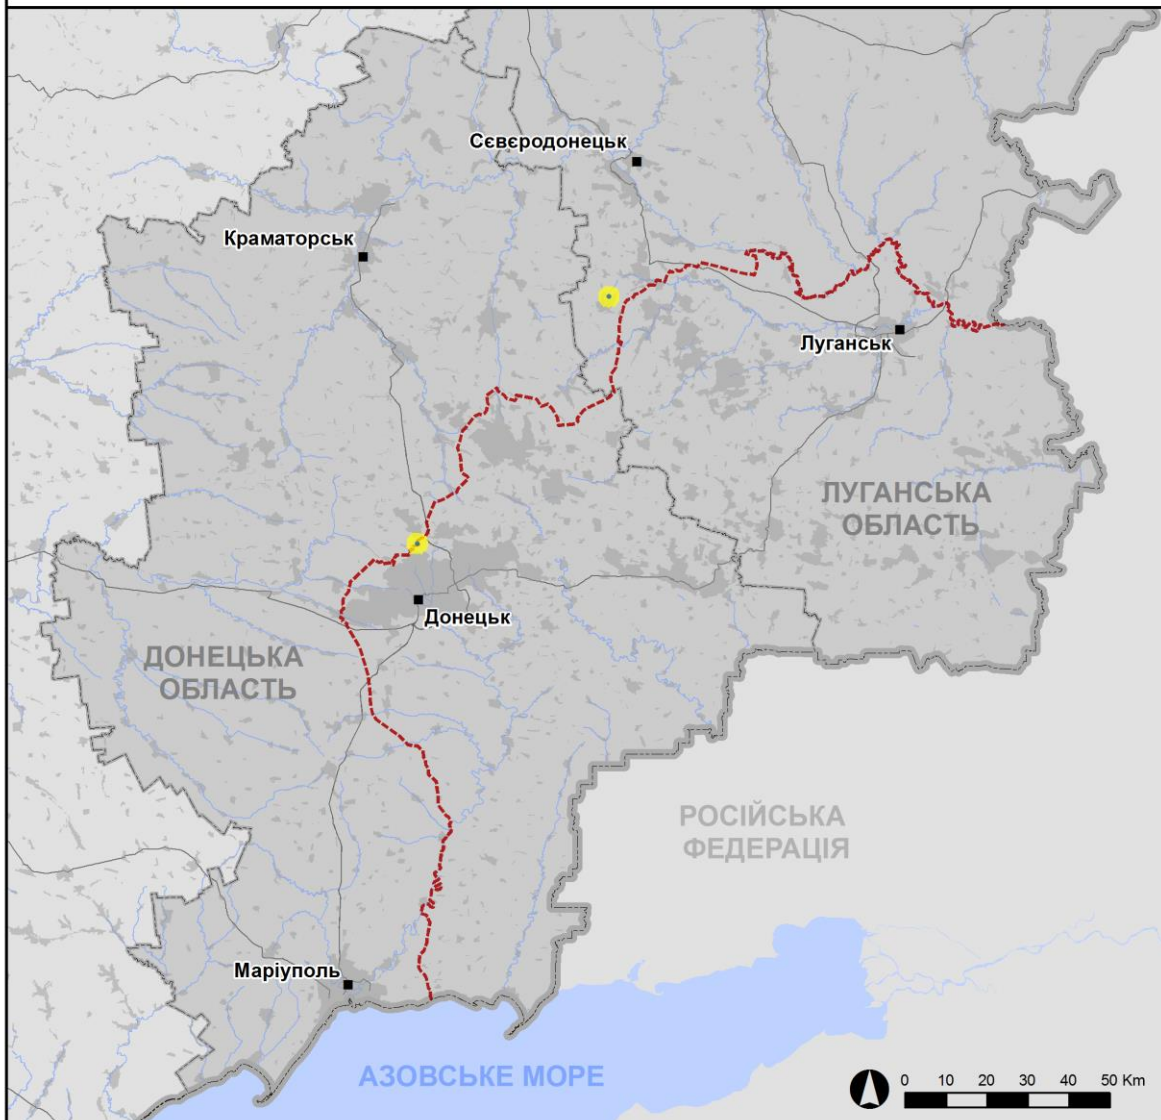 Сєвєродонецьк
Краматорськ
Луганськ
ЛУГАНСЬКА
ОБЛАСТЬ
Донецьк
ДОНЕЦЬКА
ОБЛАСТЬ
РОСІЙСЬКА
ФЕДЕРАЦІЯ
Маріуполь
АЗОВСЬКЕ МОРЕ
0 10 20 30 40 50 Km